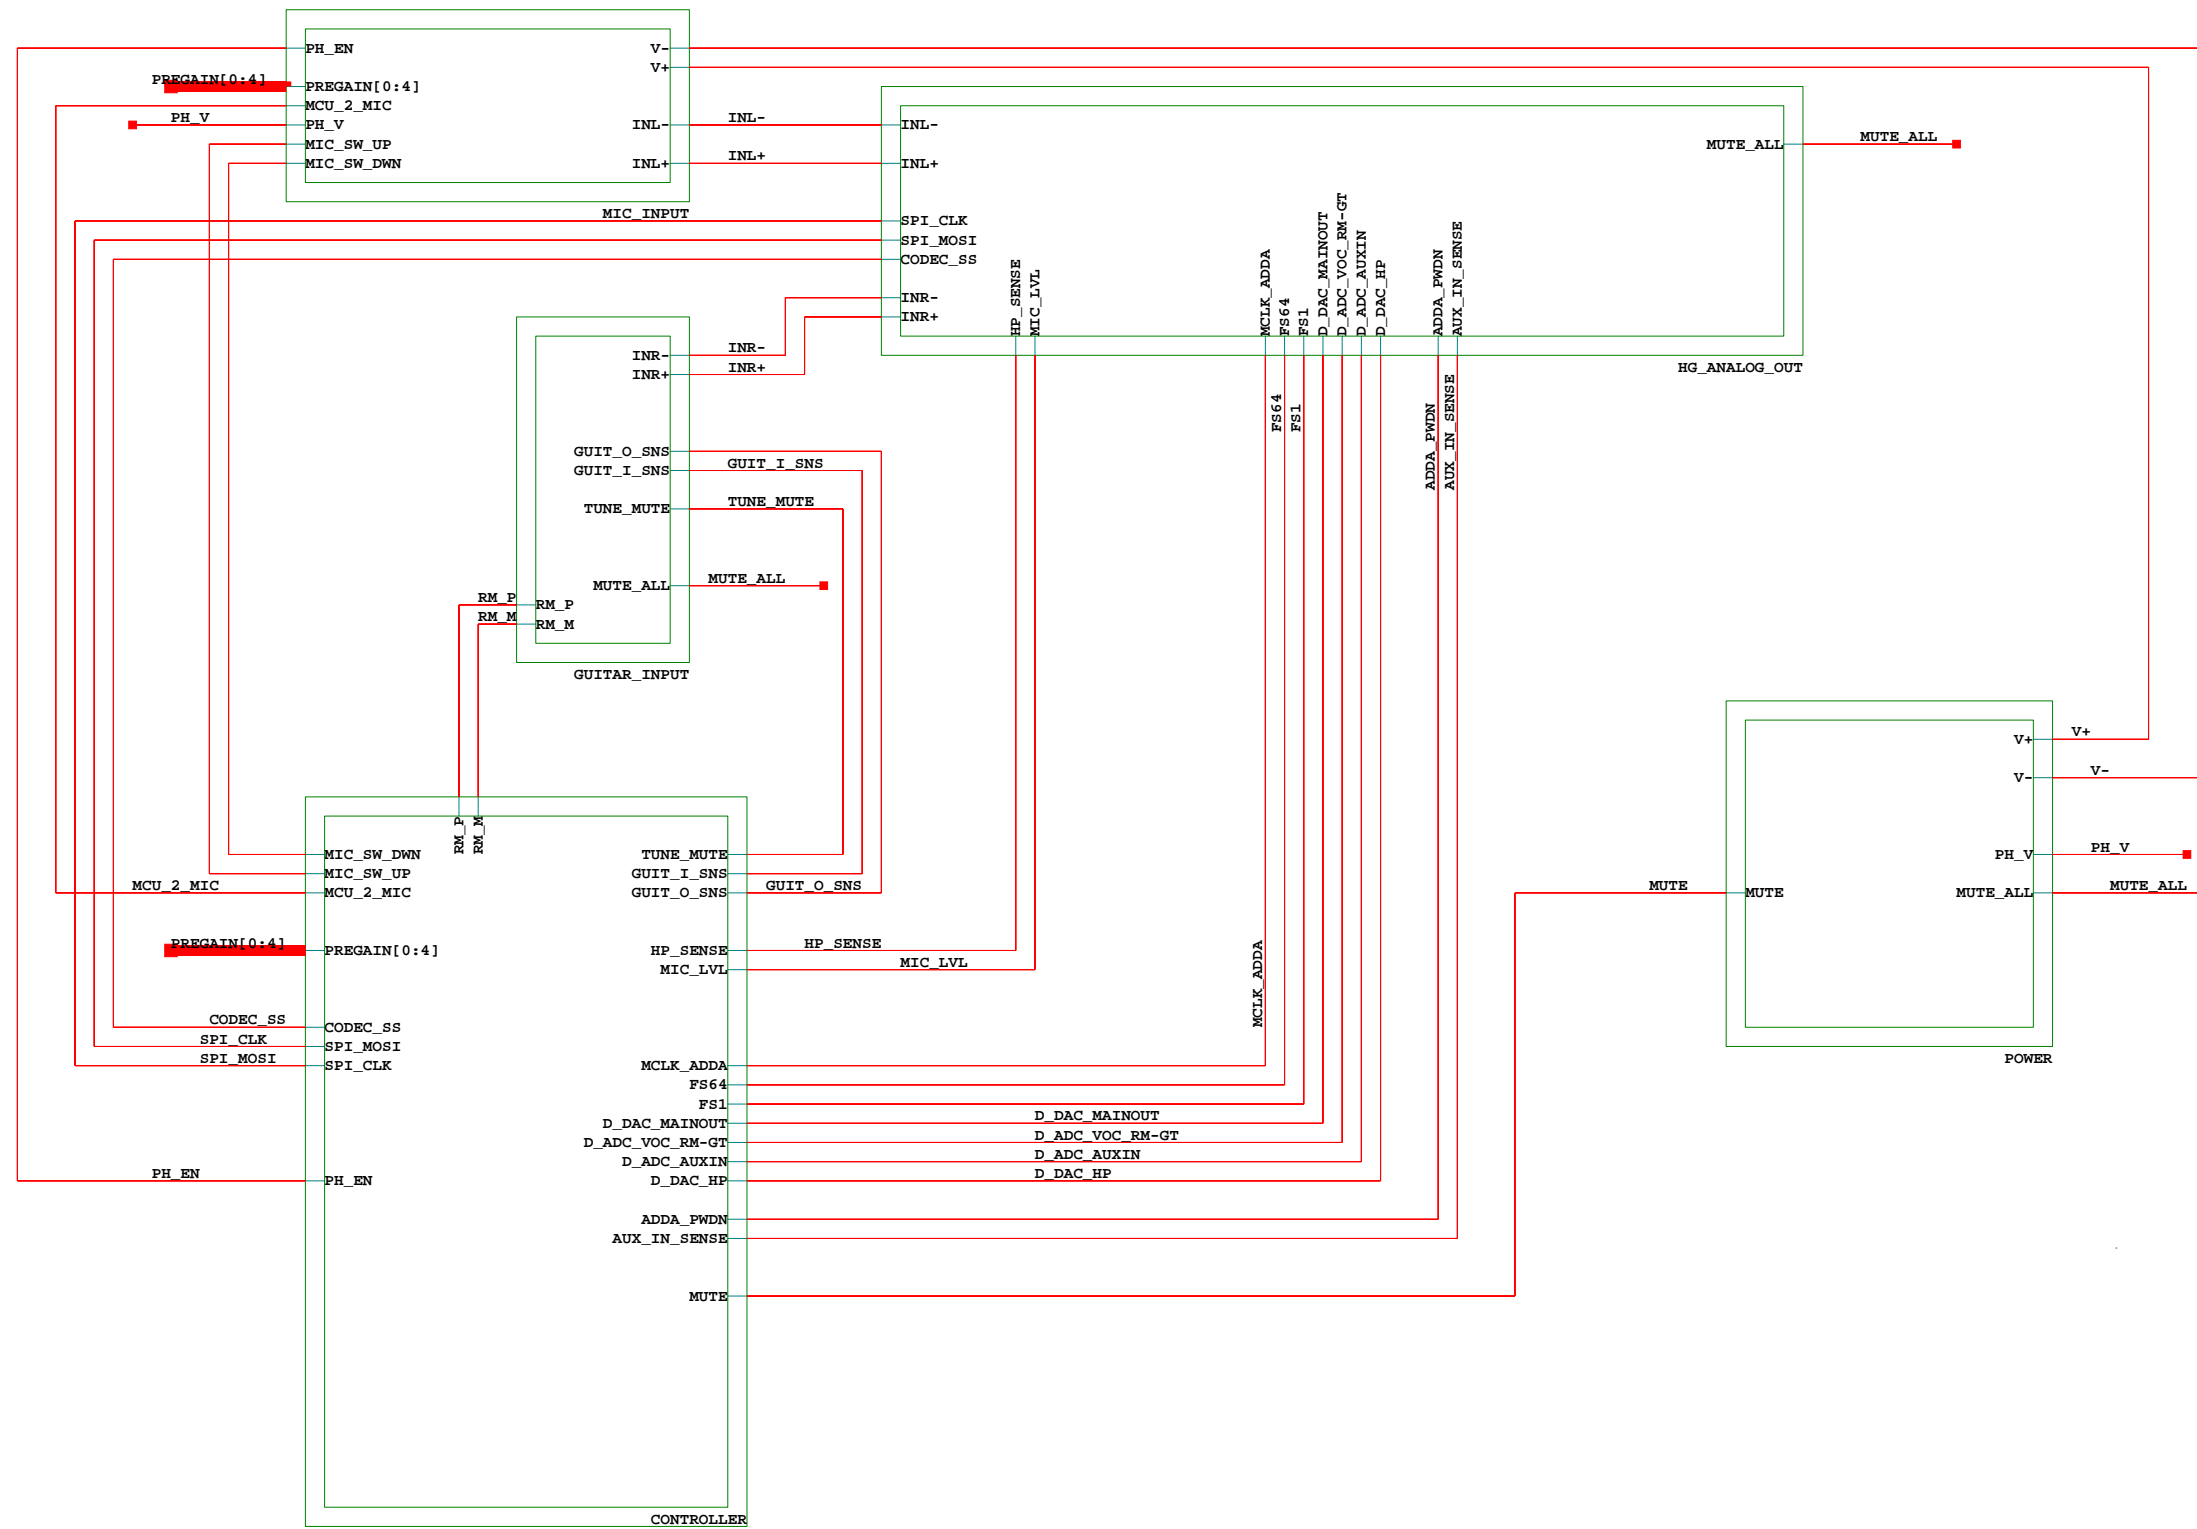 PH_EN
V-
V+
PREGAIN[0:4]
PREGAIN[0:4]
MCU_2_MIC
PH_V
PH_V
INL-
INL-
INL-
MIC_SW_UP
MUTE_ALL
MUTE_ALL
MIC_SW_DWN
INL+
INL+
INL+
MIC_INPUT
SPI_CLK
SPI_MOSI
CODEC_SS
INR-
INR+
HP_SENSE
MIC_LVL
MCLK_ADDA
FS64
FS1
D_DAC_MAINOUT
D_ADC_VOC_RM-GT
D_ADC_AUXIN
D_DAC_HP
ADDA_PWDN
AUX_IN_SENSE
HG_ANALOG_OUT
INR-
INR-
INR+
INR+
FS64
FS1
ADDA_PWDN
AUX_IN_SENSE
GUIT_O_SNS
GUIT_I_SNS
GUIT_I_SNS
TUNE_MUTE
TUNE_MUTE
MUTE_ALL
MUTE_ALL
RM_P
RM_P
RM_M
RM_M
GUITAR_INPUT
V+
V+
V-
V-
PH_V
PH_V
MUTE
MUTE
MUTE_ALL
MUTE_ALL
POWER
RM_P
RM_M
MIC_SW_DWN
TUNE_MUTE
MIC_SW_UP
GUIT_I_SNS
MCU_2_MIC
MCU_2_MIC
GUIT_O_SNS
GUIT_O_SNS
PREGAIN[0:4]
PREGAIN[0:4]
HP_SENSE
HP_SENSE
MIC_LVL
MIC_LVL
MCLK_ADDA
CODEC_SS
CODEC_SS
SPI_CLK
SPI_MOSI
SPI_MOSI
SPI_CLK
MCLK_ADDA
FS64
FS1
D_DAC_MAINOUT
D_DAC_MAINOUT
D_ADC_VOC_RM-GT
D_ADC_VOC_RM-GT
D_ADC_AUXIN
D_ADC_AUXIN
PH_EN
PH_EN
D_DAC_HP
D_DAC_HP
ADDA_PWDN
AUX_IN_SENSE
MUTE
CONTROLLER